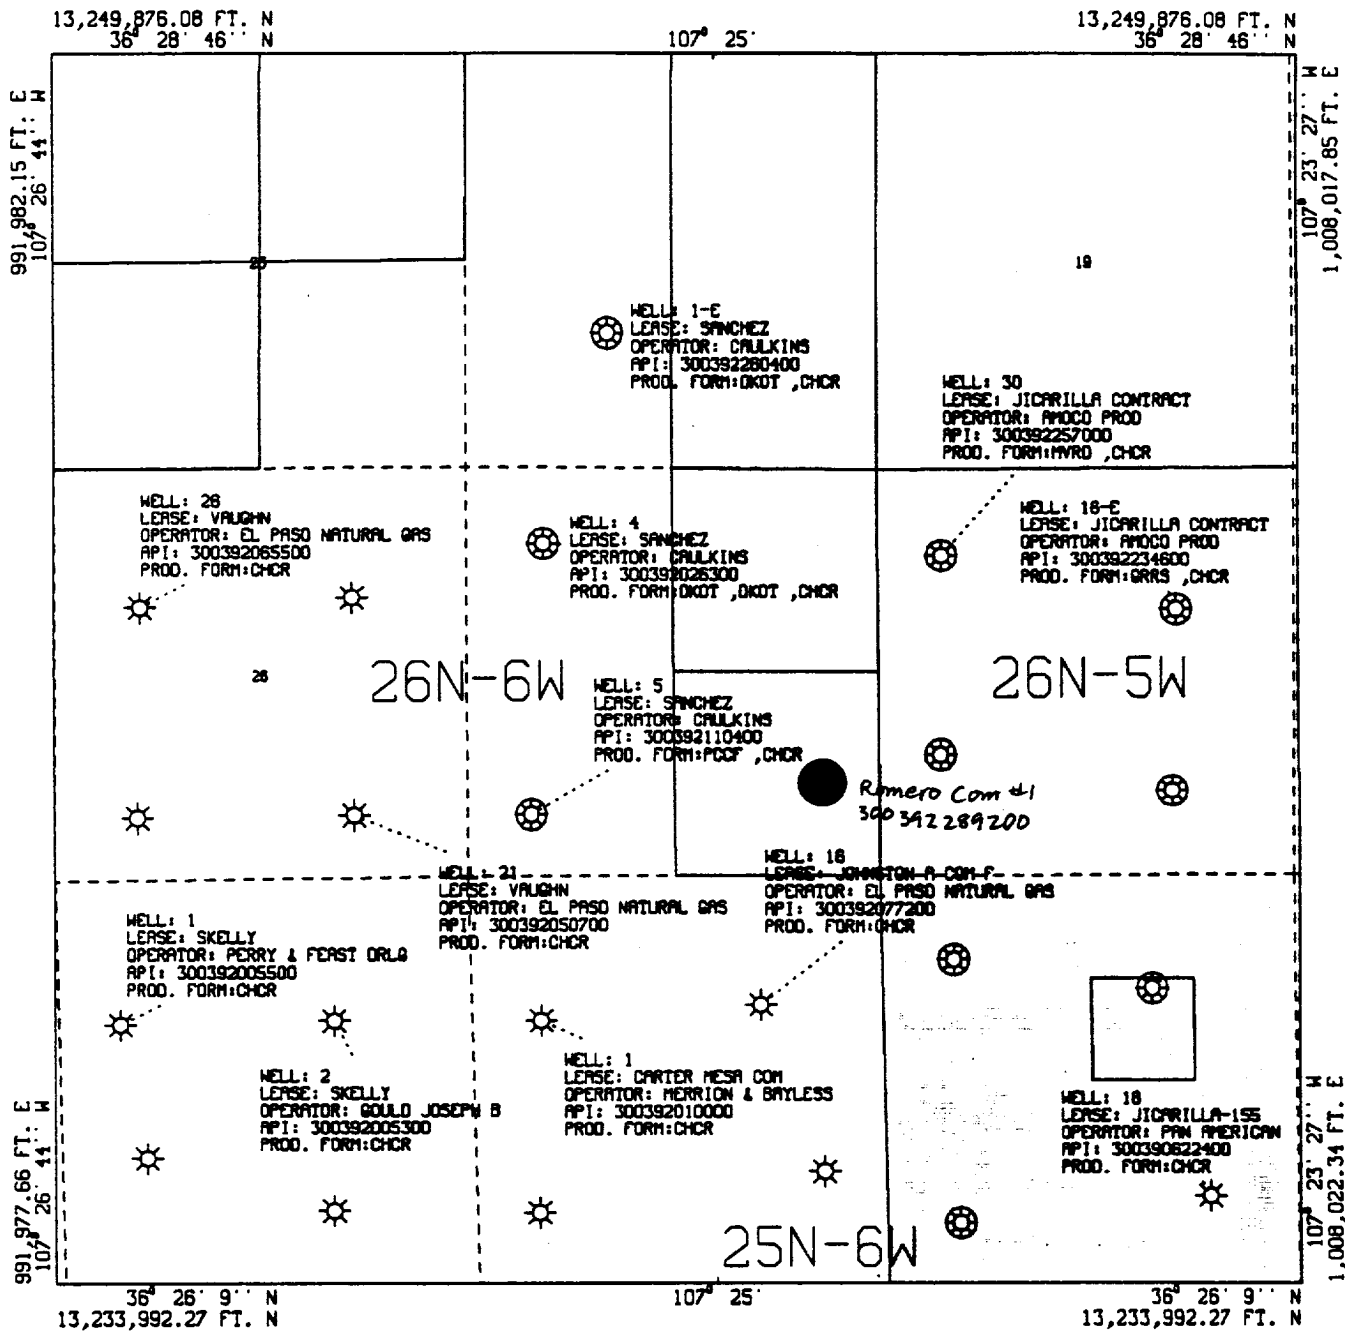 13,249,876.08 FT. N
36° 28' 46'' N
107° 25'
13,249,876.08 FT. N
36° 28' 46'' N
991,982.15 FT. E
107° 26' 44'' W
107° 23' 27'' W
1,008,017.85 FT. E
25
19
WELL: 1-E
LEASE: SANCHEZ
OPERATOR: CAULKINS
API: 300392280400
PROD. FORM:DKOT ,CHCR
WELL: 30
LEASE: JICARILLA CONTRACT
OPERATOR: AMOCO PROD
API: 300392257000
PROD. FORM:MVRD ,CHCR
WELL: 26
LEASE: VAUGHN
OPERATOR: EL PASO NATURAL GAS
API: 300392065500
PROD. FORM:CHCR
WELL: 4
LEASE: SANCHEZ
OPERATOR: CAULKINS
API: 300392026300
PROD. FORM:DKOT ,DKOT ,CHCR
WELL: 18-E
LEASE: JICARILLA CONTRACT
OPERATOR: AMOCO PROD
API: 300392234600
PROD. FORM:GRRS ,CHCR
26
26N-6W
26N-5W
WELL: 5
LEASE: SANCHEZ
OPERATOR: CAULKINS
API: 300392110400
PROD. FORM:PCCF ,CHCR
Romero Com #1
300392289200
WELL: 21
LEASE: VAUGHN
OPERATOR: EL PASO NATURAL GAS
API: 300392050700
PROD. FORM:CHCR
WELL: 16
LEASE: JOHNSTON A COM F
OPERATOR: EL PASO NATURAL GAS
API: 300392077200
PROD. FORM:CHCR
WELL: 1
LEASE: SKELLY
OPERATOR: PERRY & FEAST DRLG
API: 300392005500
PROD. FORM:CHCR
WELL: 2
LEASE: SKELLY
OPERATOR: GOULD JOSEPH B
API: 300392005300
PROD. FORM:CHCR
WELL: 1
LEASE: CARTER MESA COM
OPERATOR: MERRION & BAYLESS
API: 300392010000
PROD. FORM:CHCR
WELL: 18
LEASE: JICARILLA-155
OPERATOR: PAN AMERICAN
API: 300390622400
PROD. FORM:CHCR
25N-6W
991,977.66 FT. E
107° 26' 44'' W
107° 23' 27'' W
1,008,022.34 FT. E
36° 26' 9'' N
13,233,992.27 FT. N
107° 25'
36° 26' 9'' N
13,233,992.27 FT. N